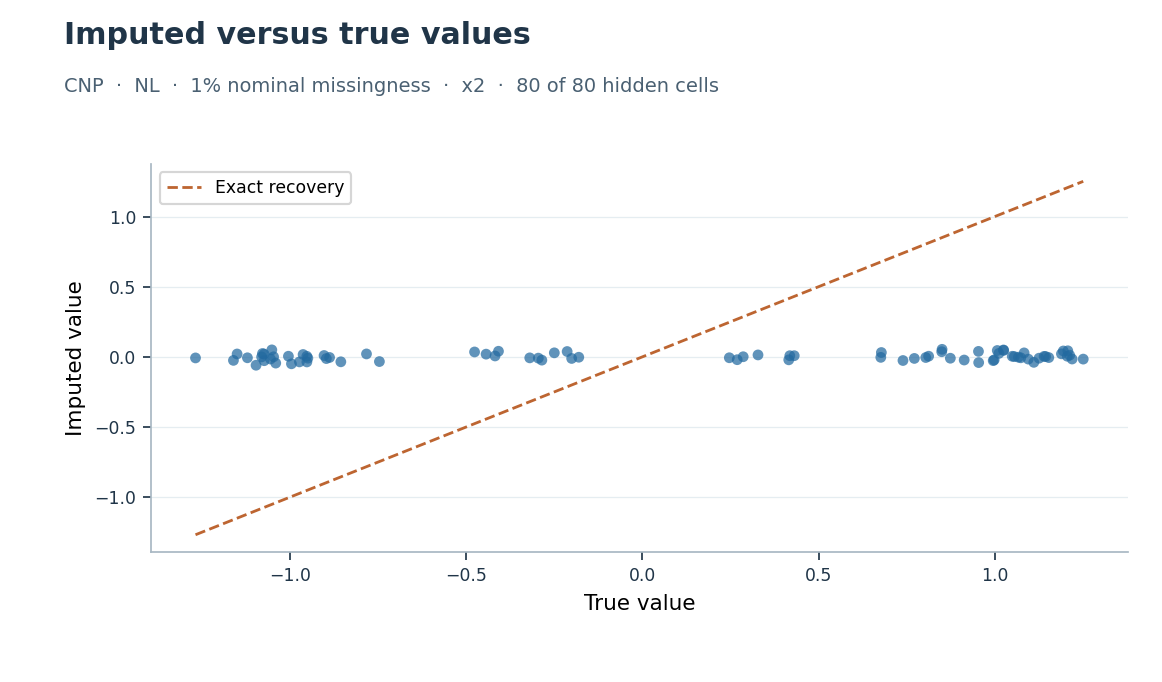 Imputed versus true values
CNP · NL · 1% nominal missingness · x2 · 80 of 80 hidden cells
Exact recovery
1.0
0.5
0.0
−0.5
−1.0
Imputed value
−1.0 −0.5 0.0 0.5 1.0
True value